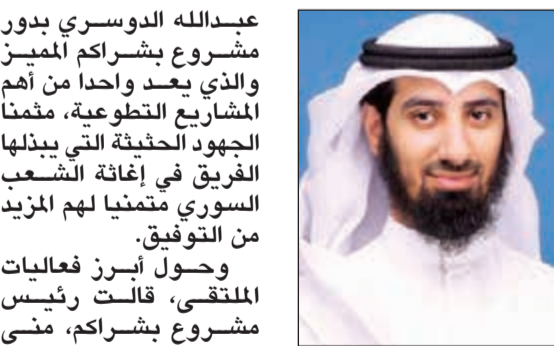 عبدالله الدوسري بدور
مشروع بشراكم المميز
والذي يعد واحدا من أهم
المشاريع التطوعية، مثمنا
الجهود الحثيثة التي يبذلها
الفريق في إغاثة الشعب
السوري متمنيا لهم المزيد
من التوفيق.
وحول أبرز فعاليات
الملتقى، قالت رئيس
مشروع بشراكم، منى